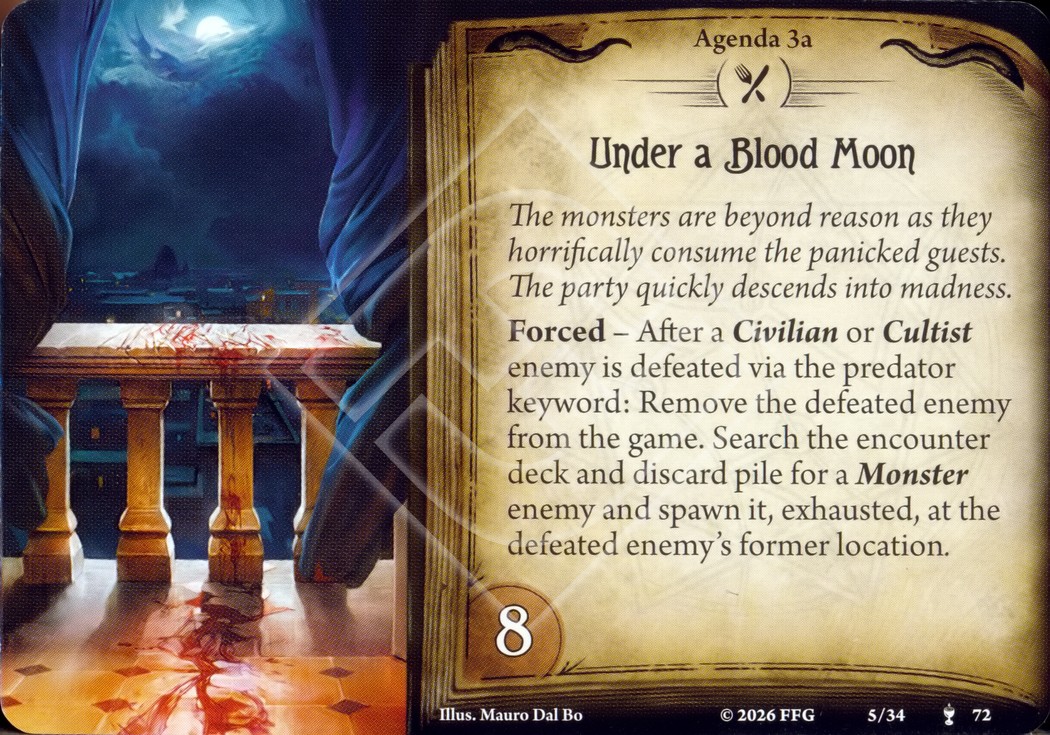 Agenda 3a
Under a Blood Moon
The monsters are beyond reason as they
horrifically consume the panicked guests.
The party quickly descends into madness.
Forced – After a Civilian or Cultist
enemy is defeated via the predator
keyword: Remove the defeated enemy
from the game. Search the encounter
deck and discard pile for a Monster
enemy and spawn it, exhausted, at the
defeated enemy's former location.
8
Illus. Mauro Dal Bo © 2026 FFG 5/34 72